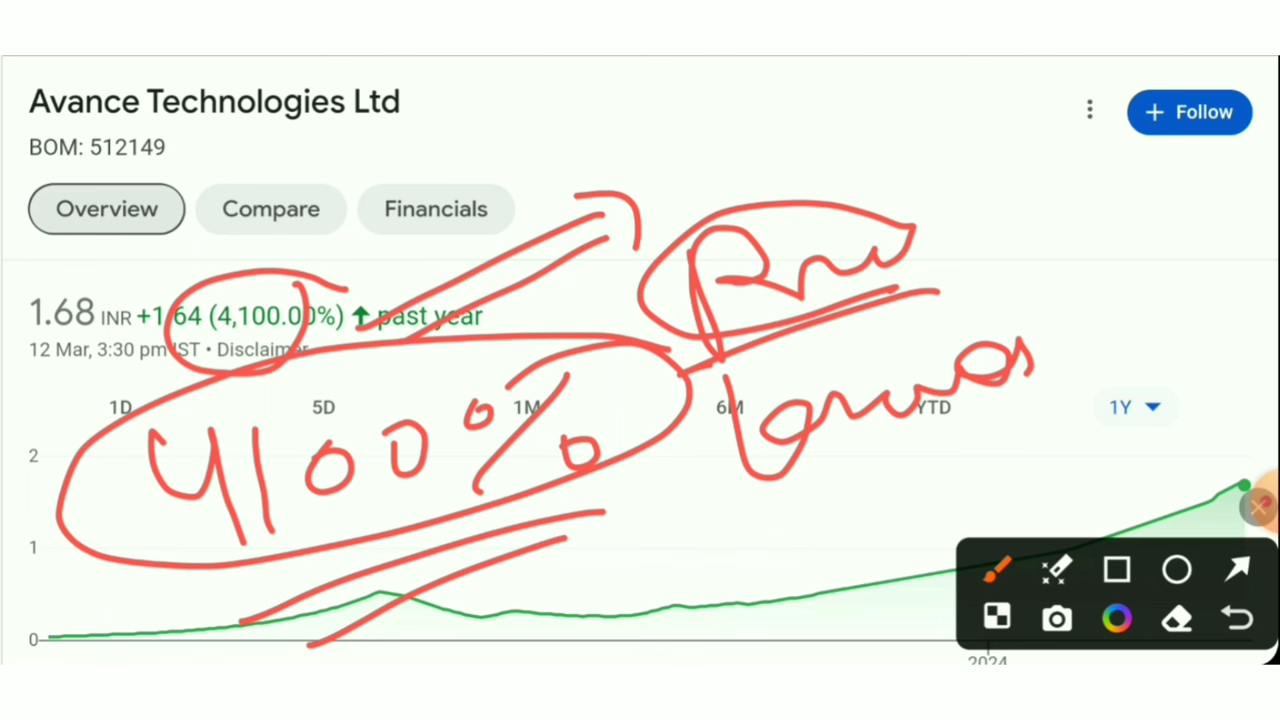 Avance Technologies Ltd
+ Follow
BOM: 512149
Overview Compare Financials
1.68 INR +1.64 (4,100.00%) ↑ past year
12 Mar, 3:30 pm IST • Disclaimer
1D 5D 1M 6M YTD 1Y
4100%
2
1
0
2024